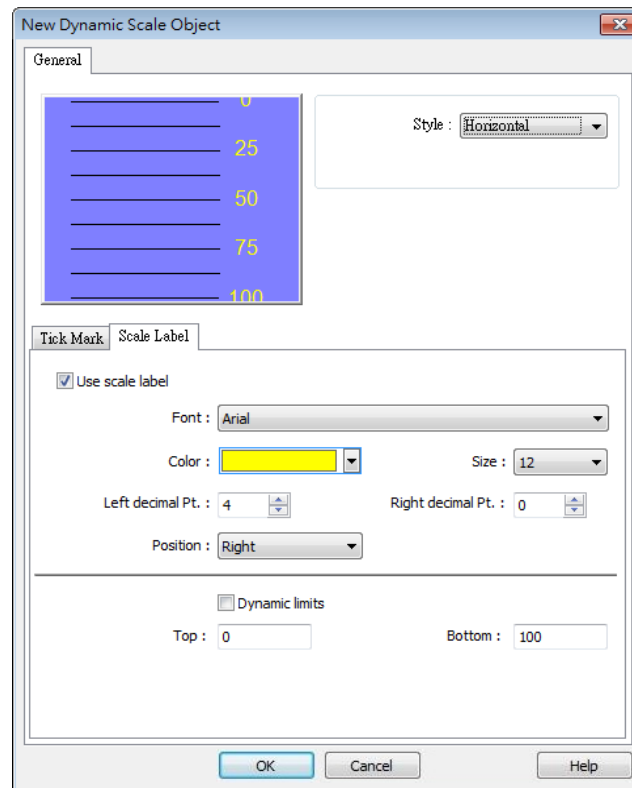 New Dynamic Scale Object
General
0
25
50
75
100
Style : Horizontal
Tick Mark
Scale Label
Use scale label
Font : Arial
Color :
Size : 12
Left decimal Pt. : 4
Right decimal Pt. : 0
Position : Right
Dynamic limits
Top : 0
Bottom : 100
OK
Cancel
Help